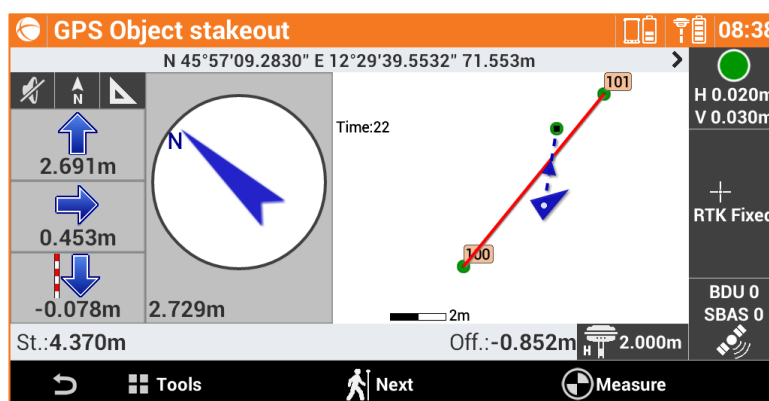 GPS Object stakeout
08:38
N 45°57'09.2830" E 12°29'39.5532" 71.553m
H 0.020m
V 0.030m
N
2.691m
0.453m
-0.078m
N
2.729m
Time:22
101
100
2m
RTK Fixed
BDU 0
SBAS 0
St.:4.370m
Off.:-0.852m
H
2.000m
Tools
Next
Measure